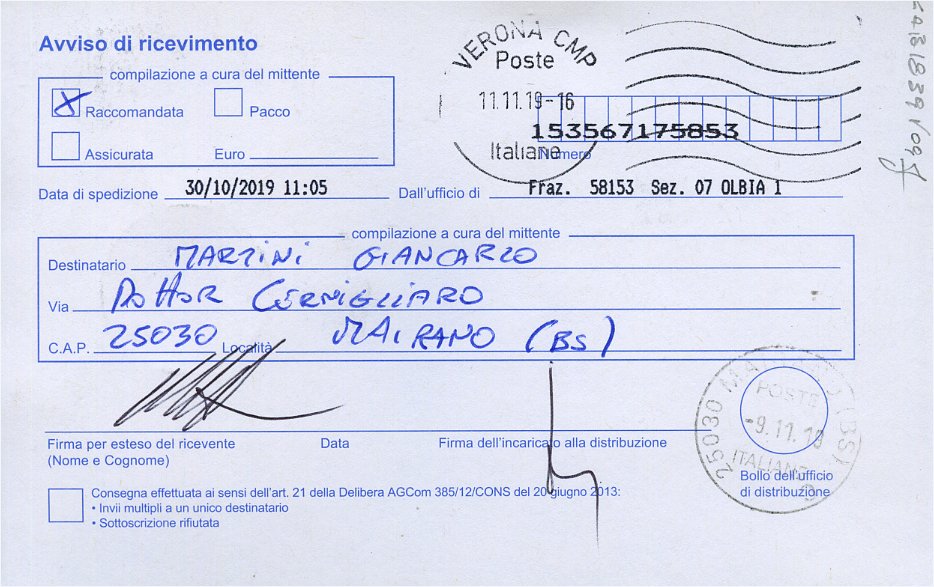 Avviso di ricevimento
compilazione a cura del mittente
X Raccomandata Pacco
Assicurata Euro
VERONA CMP
Poste
11.11.19-16
Italiane
153567175853
Numero
Data di spedizione 30/10/2019 11:05 Dall'ufficio di Fraz. 58153 Sez. 07 OLBIA 1
compilazione a cura del mittente
Destinatario MARTINI GIANCARLO
Via DOTTOR CERNIGLIARO
C.A.P. 25030 Località MAIRANO (BS)
Firma per esteso del ricevente Data Firma dell'incaricato alla distribuzione
(Nome e Cognome)
25030 (BS)
POSTE
-9.11.19
ITALIANE
Bollo dell'ufficio
di distribuzione
Consegna effettuata ai sensi dell'art. 21 della Delibera AGCom 385/12/CONS del 20 giugno 2013:
• Invii multipli a un unico destinatario
• Sottoscrizione rifiutata